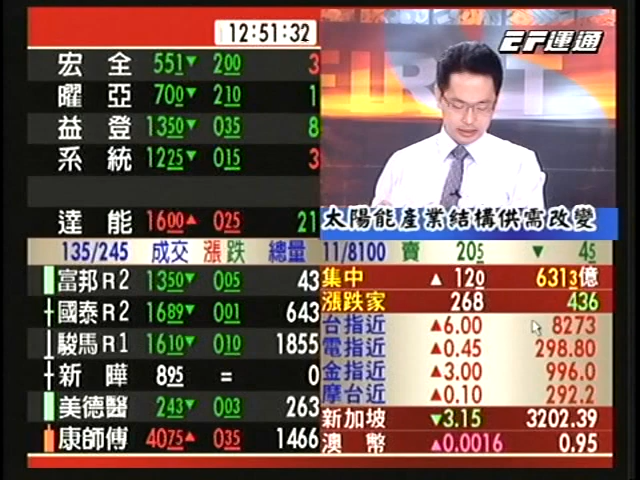 12:51:32
EF運通
宏全 551▼ 200 3
曜亞 700▼ 210 1
益登 1350▼ 035 8
系統 1225▼ 015 3
達能 1600▲ 025 21
太陽能產業結構供需改變
135/245 成交 漲跌 總量 11/8100 賣 205 ▼ 45
富邦R2 1350▼ 005 43
國泰R2 1689▼ 001 643
駿馬R1 1610▼ 010 1855
新曄 895 = 0
美德醫 243▼ 003 263
康師傅 4075▲ 035 1466
集中 ▲ 120 6313億
漲跌家 268 436
台指近 ▲6.00 8273
電指近 ▲0.45 298.80
金指近 ▲3.00 996.0
摩台近 ▲0.10 292.2
新加坡 ▼3.15 3202.39
澳幣 ▲0.0016 0.95